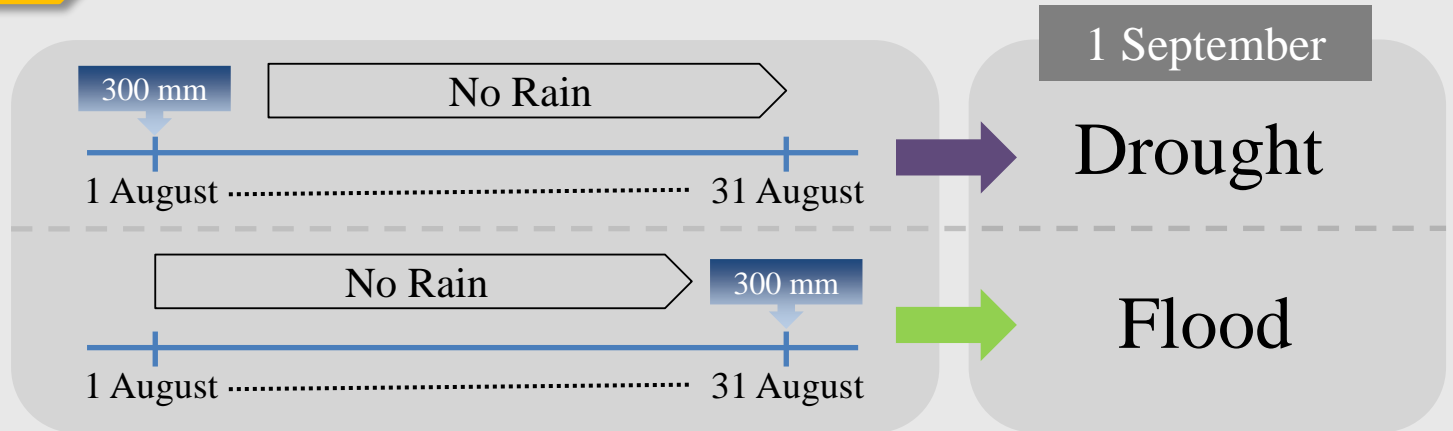 1 September
300 mm
No Rain
1 August
31 August
Drought
No Rain
300 mm
1 August
31 August
Flood